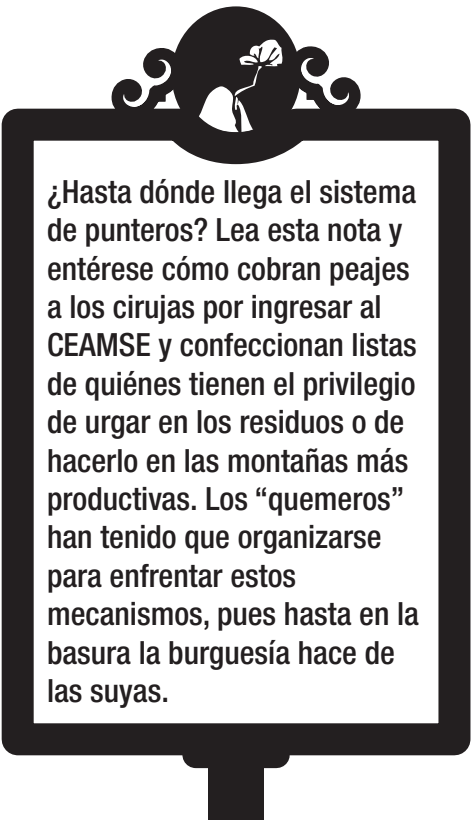 ¿Hasta dónde llega el sistema
de punteros? Lea esta nota y
entérese cómo cobran peajes
a los cirujas por ingresar al
CEAMSE y confeccionan listas
de quiénes tienen el privilegio
de urgar en los residuos o de
hacerlo en las montañas más
productivas. Los “quemeros”
han tenido que organizarse
para enfrentar estos
mecanismos, pues hasta en la
basura la burguesía hace de
las suyas.